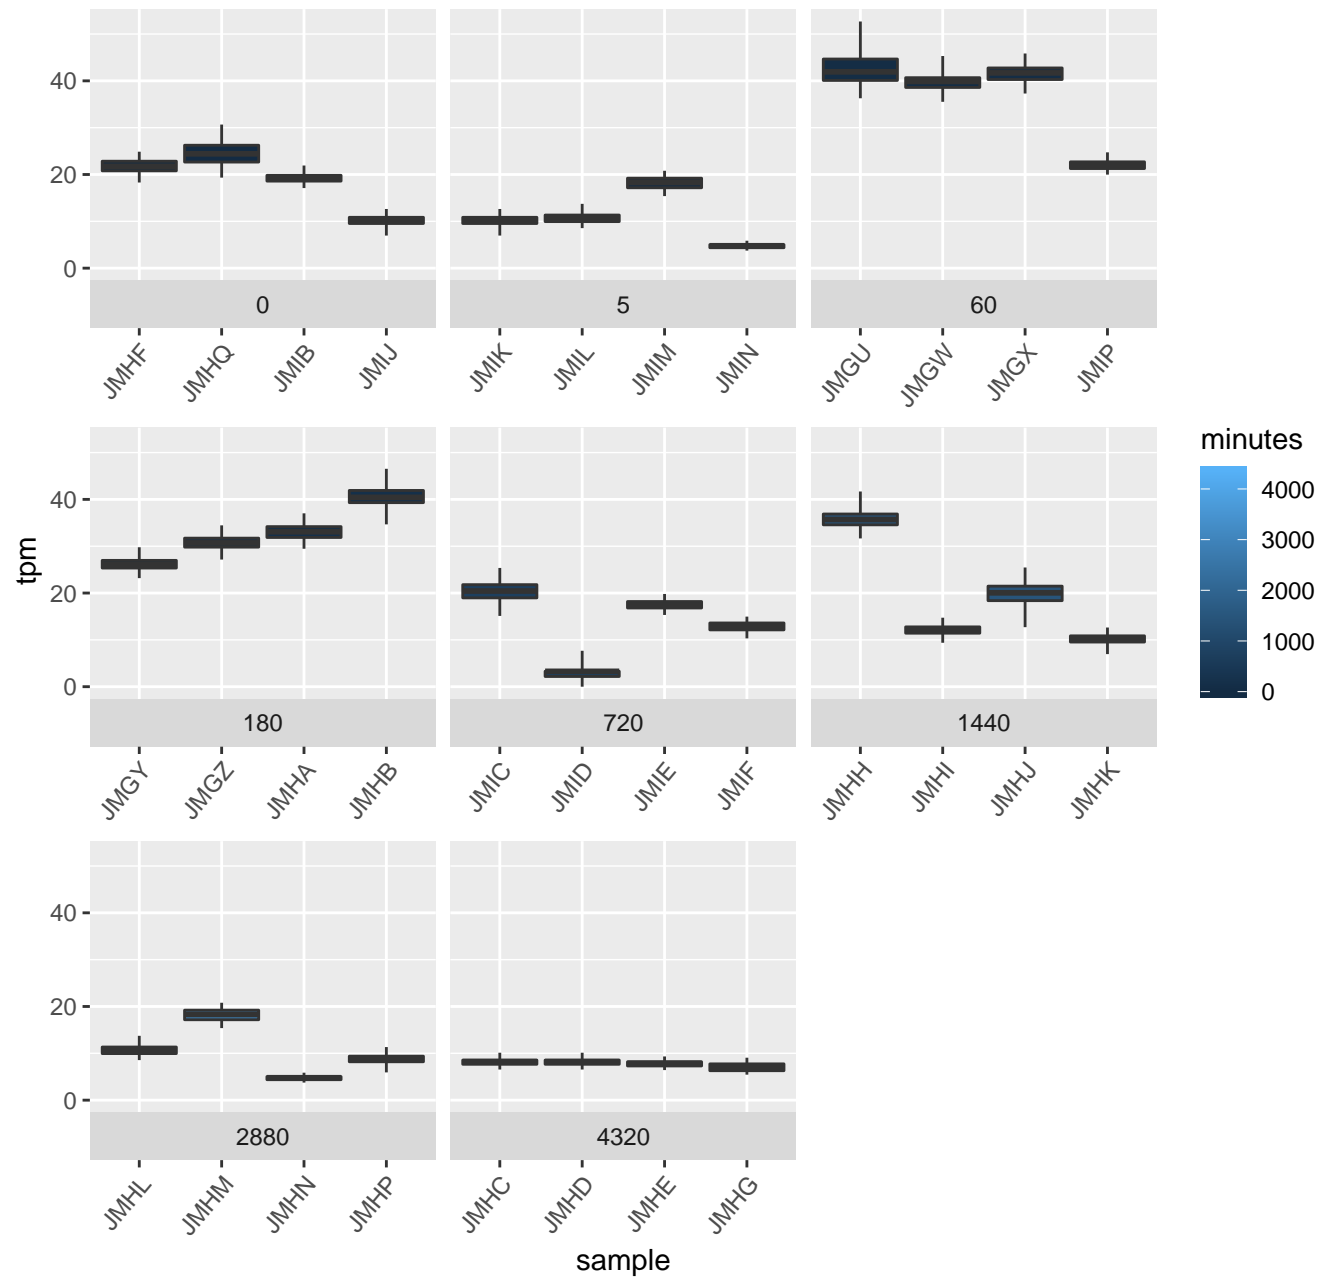 40
20
0
0
5
60
JMHF JMHQ JMIB JMIJ
JMIK JMIL JMIM JMIN
JMGU JMGW JMGX JMIP
tpm
40
20
0
180
720
1440
JMGY JMGZ JMHA JMHB
JMIC JMID JMIE JMIF
JMHH JMHI JMHJ JMHK
minutes
4000
3000
2000
1000
0
40
20
0
2880
4320
JMHL JMHM JMHN JMHP
JMHC JMHD JMHE JMHG
sample